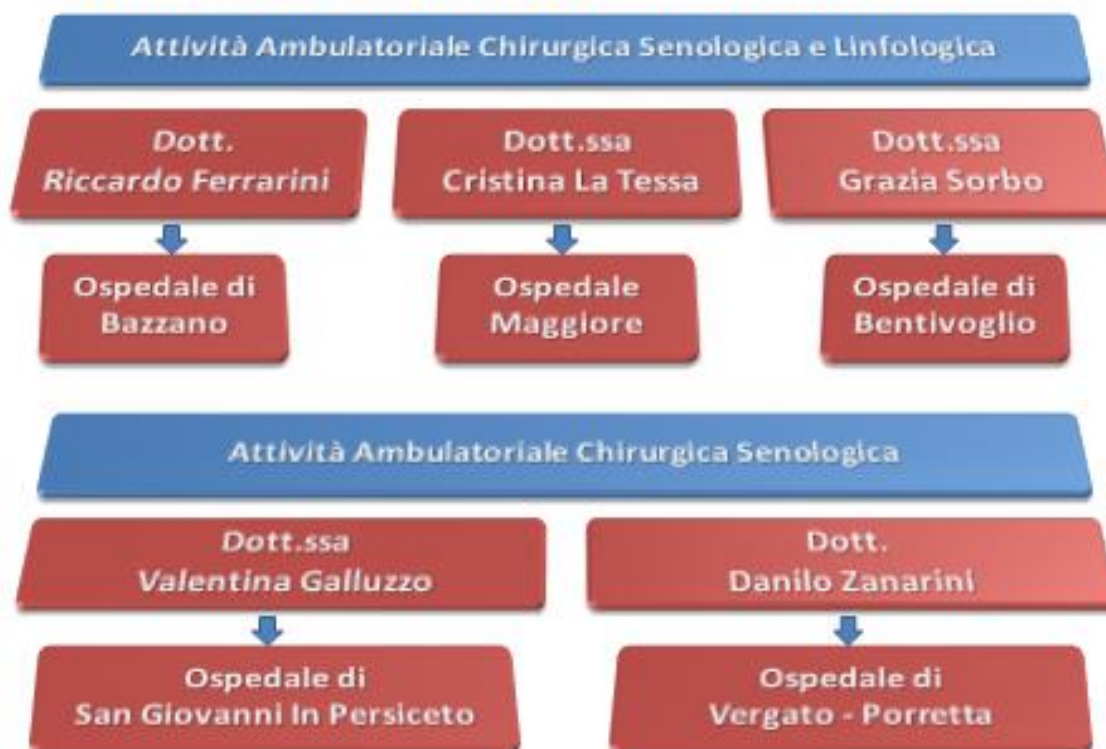 Attività Ambulatoriale Chirurgica Senologica e Linfologica
Dott.
Riccardo Ferrarini
Dott.ssa
Cristina La Tessa
Dott.ssa
Grazia Sorbo
Ospedale di
Bazzano
Ospedale
Maggiore
Ospedale di
Bentivoglio
Attività Ambulatoriale Chirurgica Senologica
Dott.ssa
Valentina Galluzzo
Dott.
Danilo Zanarini
Ospedale di
San Giovanni In Persiceto
Ospedale di
Vergato - Porretta